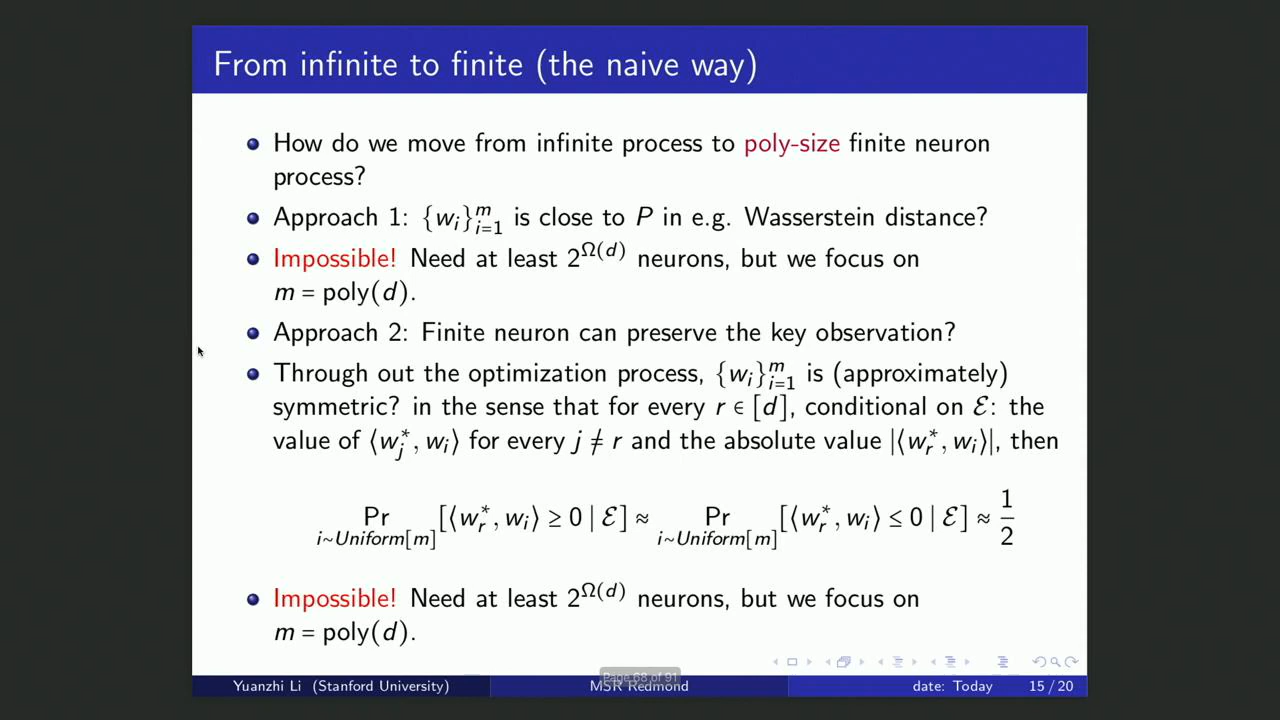 From infinite to finite (the naive way)
How do we move from infinite process to poly-size finite neuron
process?
Approach 1: {w_i}_{i=1}^m is close to P in e.g. Wasserstein distance?
Impossible! Need at least 2^{Ω(d)} neurons, but we focus on
m = poly(d).
Approach 2: Finite neuron can preserve the key observation?
Through out the optimization process, {w_i}_{i=1}^m is (approximately)
symmetric? in the sense that for every r ∈ [d], conditional on ℰ: the
value of ⟨w_j^*, w_i⟩ for every j ≠ r and the absolute value |⟨w_r^*, w_i⟩|, then
Pr_{i~Uniform[m]} [⟨w_r^*, w_i⟩ ≥ 0 | ℰ] ≈ Pr_{i~Uniform[m]} [⟨w_r^*, w_i⟩ ≤ 0 | ℰ] ≈ 1/2
Impossible! Need at least 2^{Ω(d)} neurons, but we focus on
m = poly(d).
Page 68 of 91
Yuanzhi Li (Stanford University) MSR Redmond date: Today 15 / 20